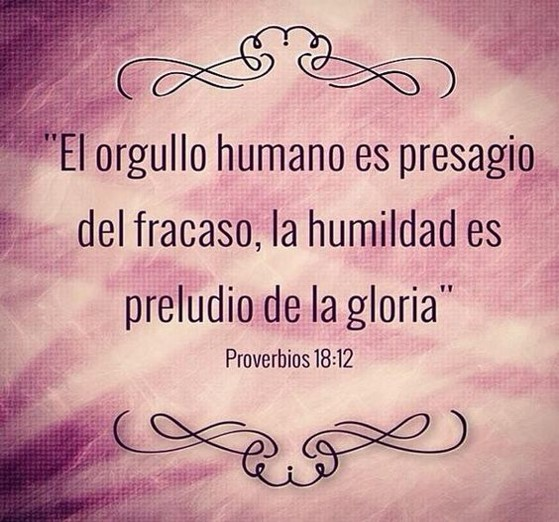 "El orgullo humano es presagio
del fracaso, la humildad es
preludio de la gloria"
Proverbios 18:12